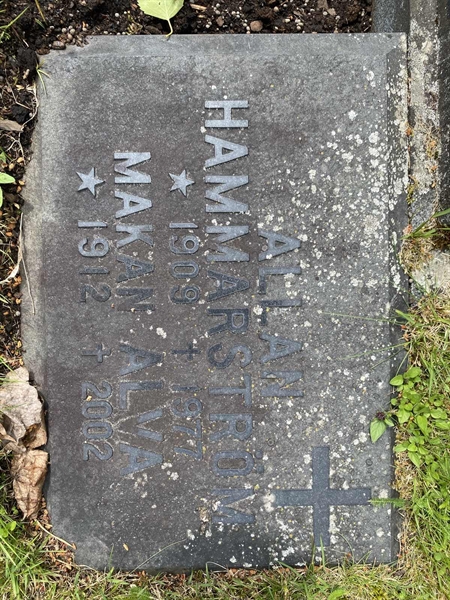 ALLAN
HAMMARSTRÖM
★ 1909 † 1977
MAKAN ALVA
★ 1912 † 2002